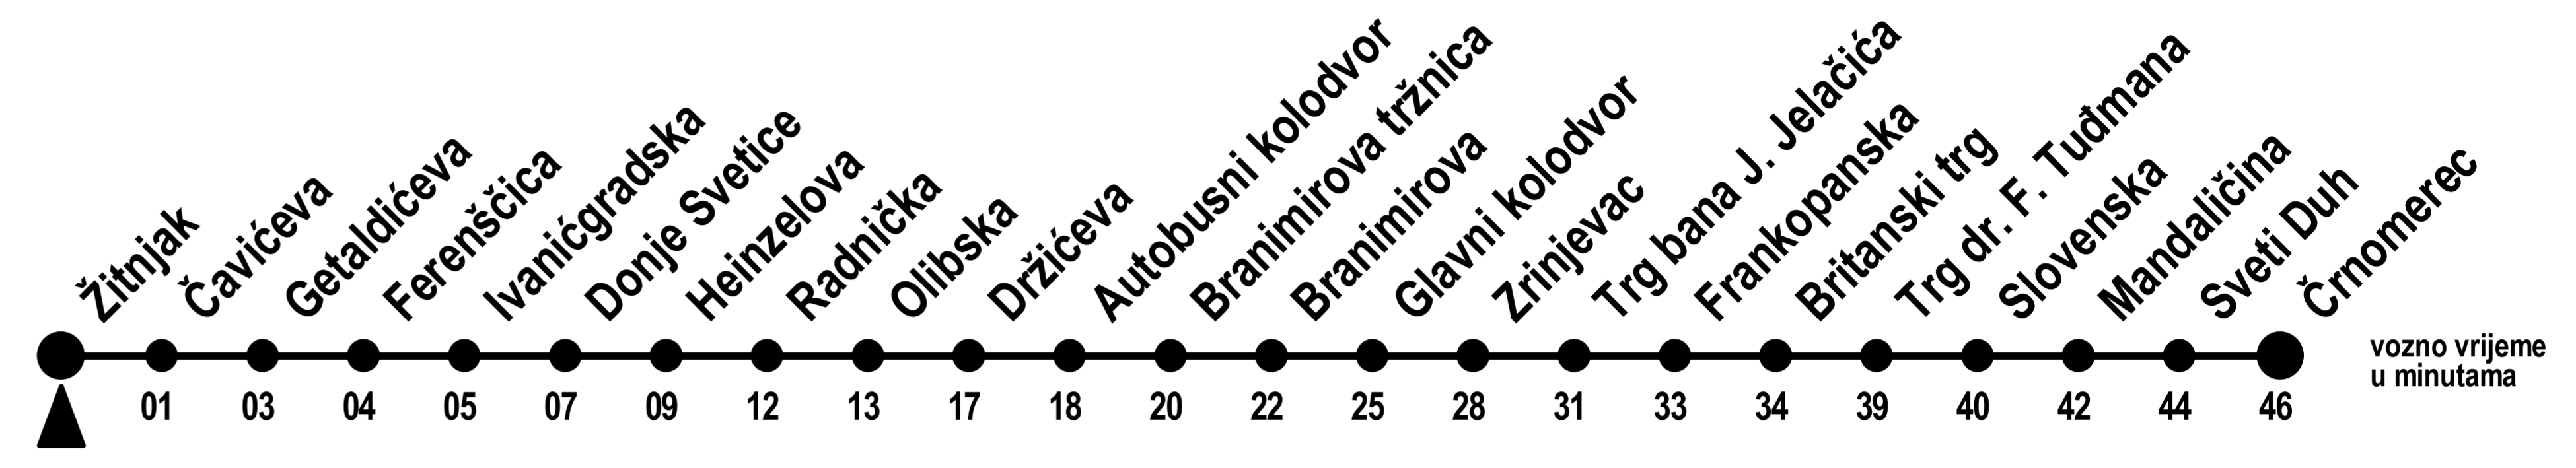 Žitnjak
Čavićeva
Getaldićeva
Ferenščica
Ivanićgradska
Donje Svetice
Heinzelova
Radnička
Olibska
Držićeva
Autobusni kolodvor
Branimirova tržnica
Branimirova
Glavni kolodvor
Zrinjevac
Trg bana J. Jelačića
Frankopanska
Britanski trg
Trg dr. F. Tuđmana
Slovenska
Mandaličina
Sveti Duh
Črnomerec
01 03 04 05 07 09 12 13 17 18 20 22 25 28 31 33 34 39 40 42 44 46
vozno vrijeme
u minutama